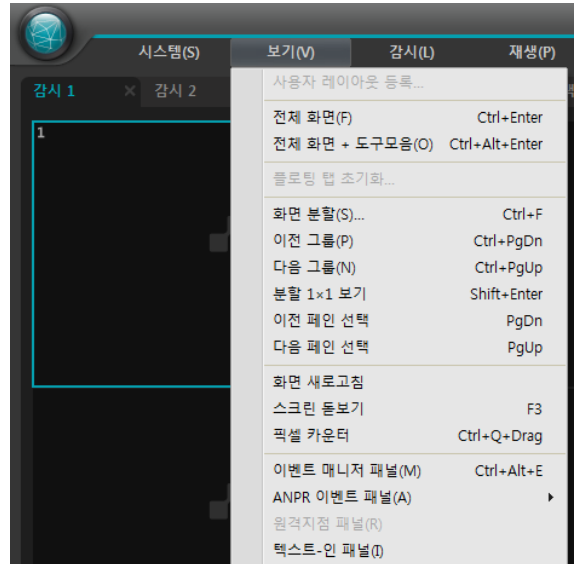 시스템(S) 보기(V) 감시(L) 재생(P)
감시 1 × 감시 2
1
사용자 레이아웃 등록...
전체 화면(F) Ctrl+Enter
전체 화면 + 도구모음(O) Ctrl+Alt+Enter
플로팅 탭 초기화...
화면 분할(S)... Ctrl+F
이전 그룹(P) Ctrl+PgDn
다음 그룹(N) Ctrl+PgUp
분할 1×1 보기 Shift+Enter
이전 페인 선택 PgDn
다음 페인 선택 PgUp
화면 새로고침
스크린 돋보기 F3
픽셀 카운터 Ctrl+Q+Drag
이벤트 매니저 패널(M) Ctrl+Alt+E
ANPR 이벤트 패널(A)
원격지점 패널(R)
텍스트-인 패널(I)